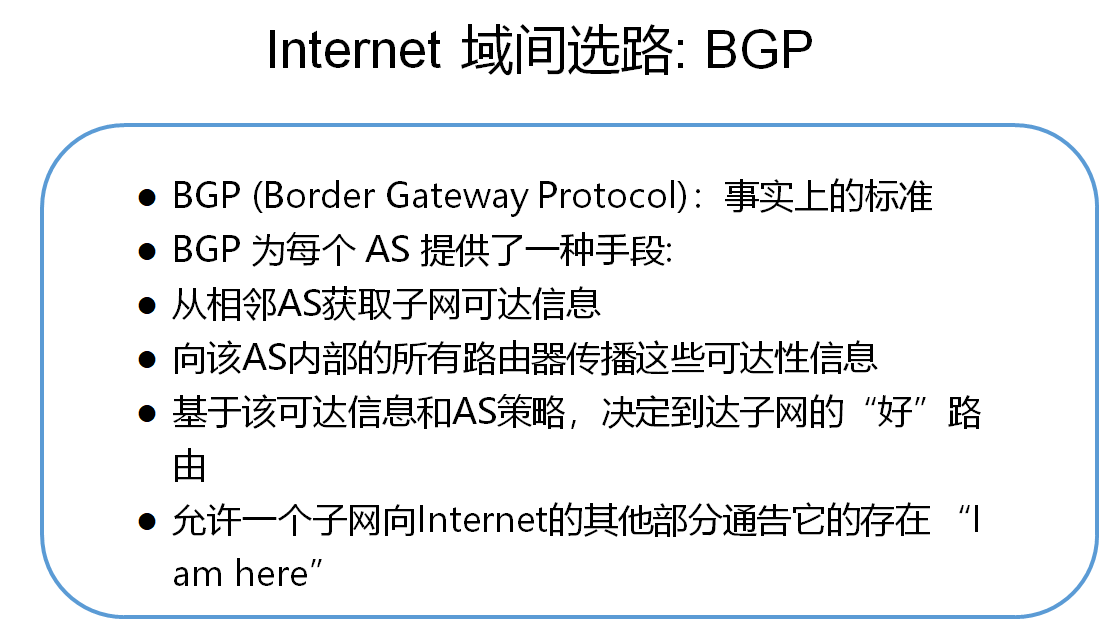 Internet 域间选路: BGP
● BGP (Border Gateway Protocol)：事实上的标准
● BGP 为每个 AS 提供了一种手段:
● 从相邻AS获取子网可达信息
● 向该AS内部的所有路由器传播这些可达性信息
● 基于该可达信息和AS策略，决定到达子网的“好”路
由
● 允许一个子网向Internet的其他部分通告它的存在 “I
am here”